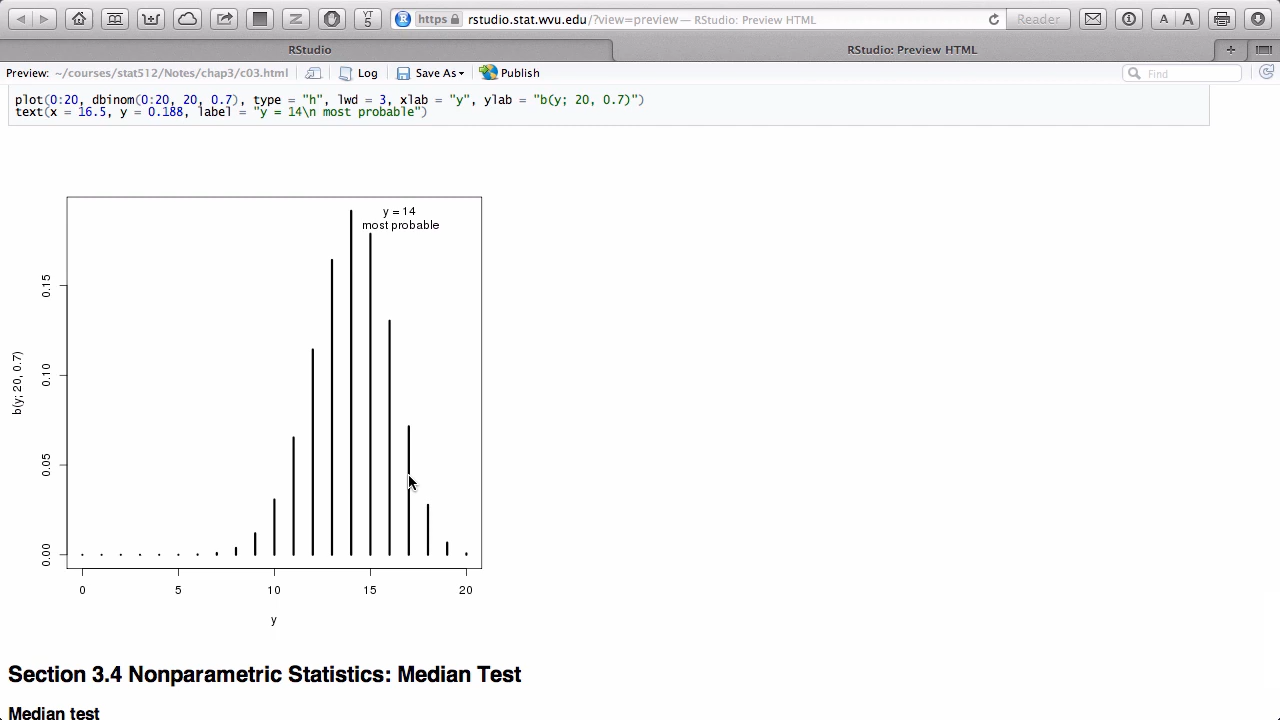 https rstudio.stat.wvu.edu/?view=preview — RStudio: Preview HTML Reader A A
Z YT 5
RStudio RStudio: Preview HTML
Preview: ~/courses/stat512/Notes/chap3/c03.html Log Save As Publish Find
plot(0:20, dbinom(0:20, 20, 0.7), type = "h", lwd = 3, xlab = "y", ylab = "b(y; 20, 0.7)")
text(x = 16.5, y = 0.188, label = "y = 14\n most probable")
y = 14
most probable
0.15
0.10
0.05
0.00
b(y; 20, 0.7)
0 5 10 15 20
y
Section 3.4 Nonparametric Statistics: Median Test
Median test